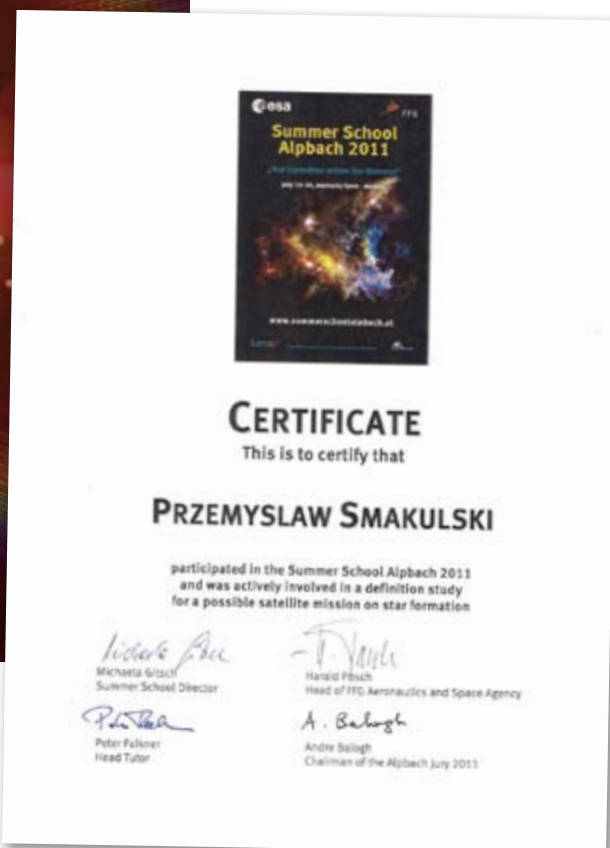 esa
FFG
Summer School
Alpbach 2011
www.summerschoolalpbach.at
CERTIFICATE
This is to certify that
PRZEMYSLAW SMAKULSKI
participated in the Summer School Alpbach 2011
and was actively involved in a definition study
for a possible satellite mission on star formation
Michaela Gitsch
Summer School Director
Harald Posch
Head of FFG Aeronautics and Space Agency
Peter Falkner
Head Tutor
A. Balogh
Andre Balogh
Chairman of the Alpbach Jury 2011